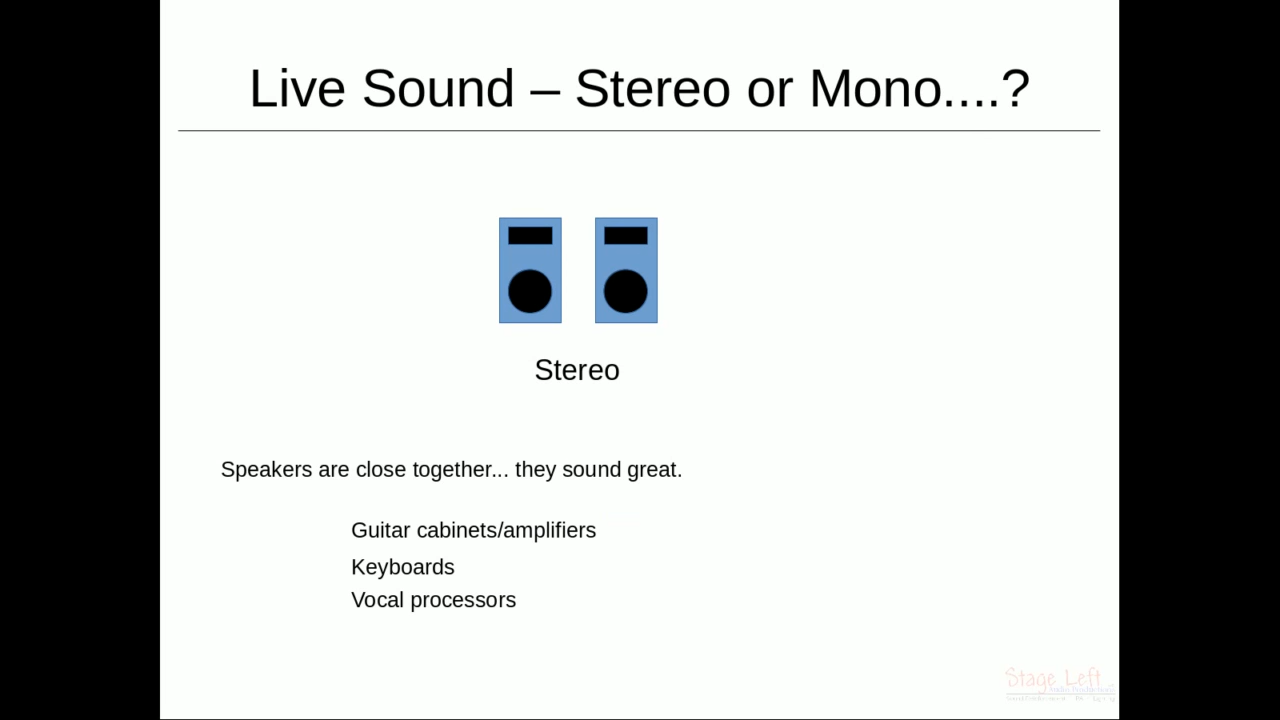 Live Sound – Stereo or Mono....?
Stereo
Speakers are close together... they sound great.
Guitar cabinets/amplifiers
Keyboards
Vocal processors
Stage Left